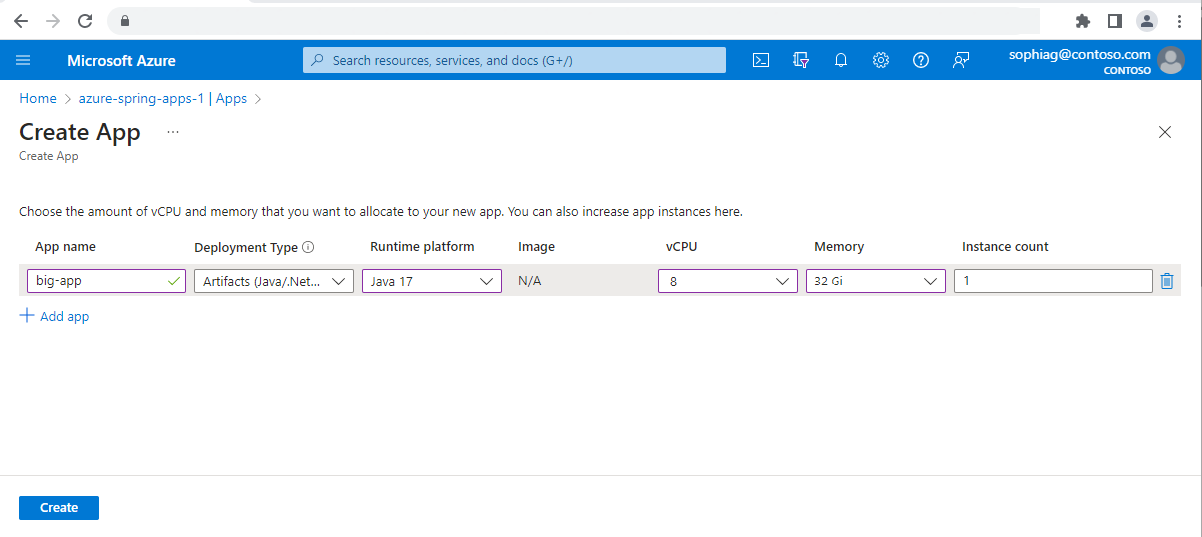 Microsoft Azure
Search resources, services, and docs (G+/)
sophiag@contoso.com
CONTOSO
Home > azure-spring-apps-1 | Apps >
Create App ...
Create App
Choose the amount of vCPU and memory that you want to allocate to your new app. You can also increase app instances here.
App name Deployment Type Runtime platform Image vCPU Memory Instance count
big-app Artifacts (Java/.Net... Java 17 N/A 8 32 Gi 1
+ Add app
Create